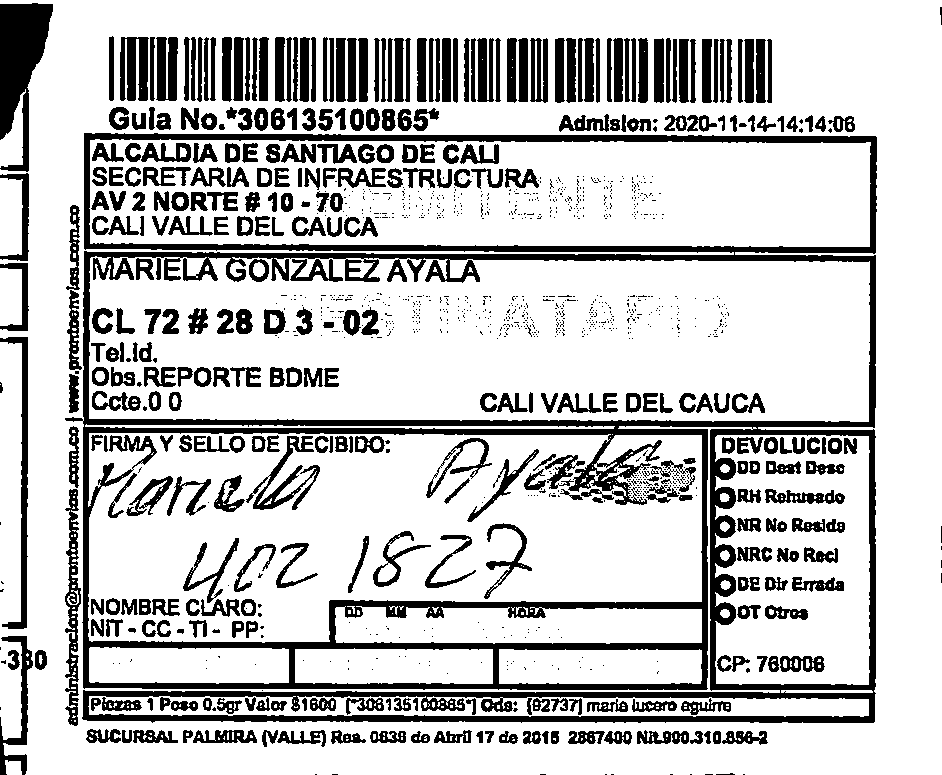 Guia No.*306135100865*
Admision: 2020-11-14-14:14:06
ALCALDIA DE SANTIAGO DE CALI
SECRETARIA DE INFRAESTRUCTURA
REMITENTE
AV 2 NORTE # 10 - 70
CALI VALLE DEL CAUCA
MARIELA GONZALEZ AYALA
DESTINATARIO
CL 72 # 28 D 3 - 02
Tel.Id.
Obs.REPORTE BDME
Ccte.0 0
CALI VALLE DEL CAUCA
administracion@prontoenvios.com.co | www.prontoenvios.com.co
FIRMA Y SELLO DE RECIBIDO:
Mariela Ayala
402 1827
NOMBRE CLARO:
NIT - CC - TI - PP:
DD MM AA HORA
DEVOLUCION
DD Dest Desc
RH Rehusado
NR No Reside
NRC No Recl
DE Dir Errada
OT Otros
CP: 760006
-380
Piezas 1 Peso 0.5gr Valor $1600 [*306135100865*] Ods: {92737} maria lucero aguirre
SUCURSAL PALMIRA (VALLE) Res. 0636 de Abril 17 de 2015 2867400 Nit.900.310.856-2